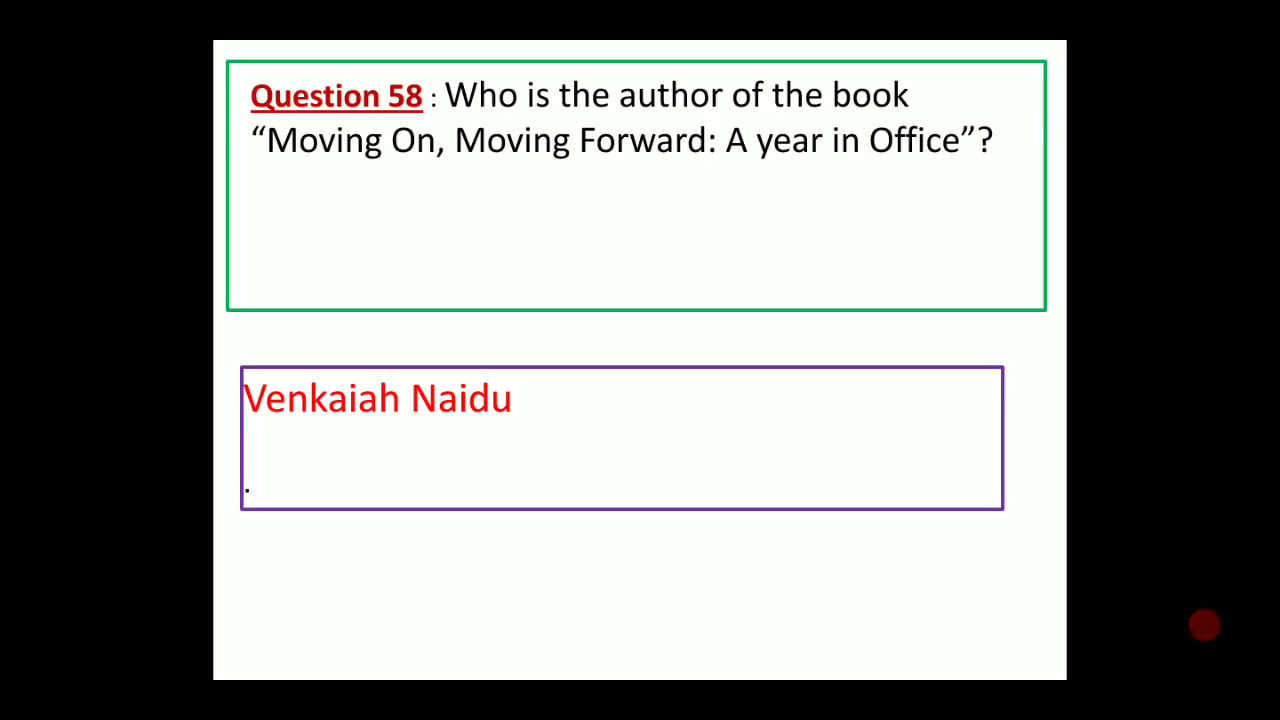 Question 58 : Who is the author of the book
“Moving On, Moving Forward: A year in Office”?
Venkaiah Naidu
.